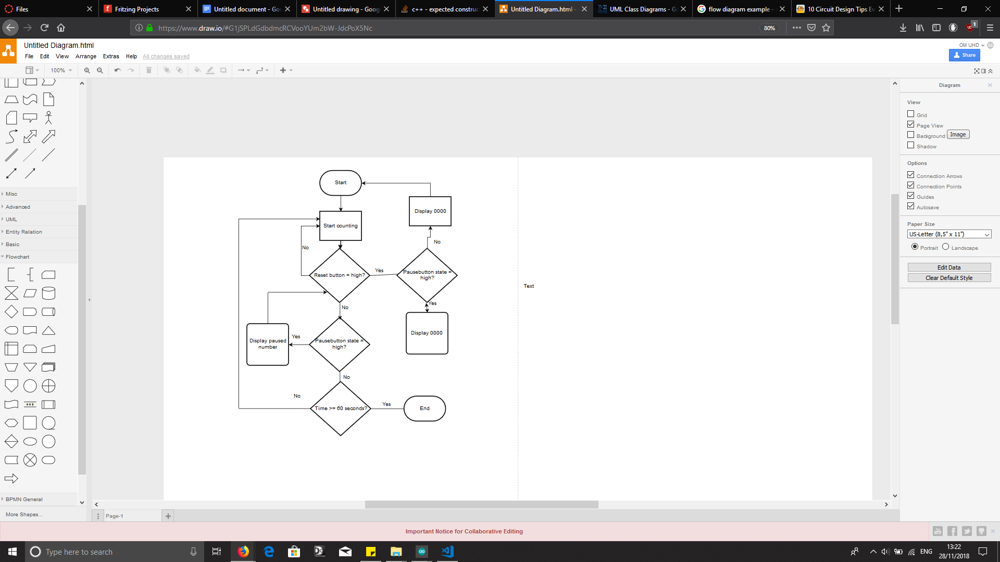 Files
Fritzing Projects
Untitled document - Goo
Untitled drawing - Goog
c++ - expected construc
Untitled Diagram.html -
UML Class Diagrams - G
flow diagram example -
10 Circuit Design Tips Ev
https://www.draw.io/#G1jSPLdGdbdmcRCVooYUm2bW-JdcPoX5Nc
80%
1
Untitled Diagram.html
File Edit View Arrange Extras Help All changes saved
OM UHD
Share
100%
Diagram
View
Grid
Page View
Background
Image
Shadow
Options
Connection Arrows
Connection Points
Guides
Autosave
Paper Size
US-Letter (8,5" x 11")
Portrait
Landscape
Edit Data
Clear Default Style
Misc
Advanced
UML
Entity Relation
Basic
Flowchart
BPMN General
More Shapes...
Start
Display 0000
Start counting
No
No
Reset button = high?
Yes
Pausebutton state =
high?
Text
Yes
No
Display 0000
Display paused
number
Yes
Pausebutton state =
high?
No
No
Time >= 60 seconds?
Yes
End
Page-1
Important Notice for Collaborative Editing
Type here to search
ENG
13:22
28/11/2018